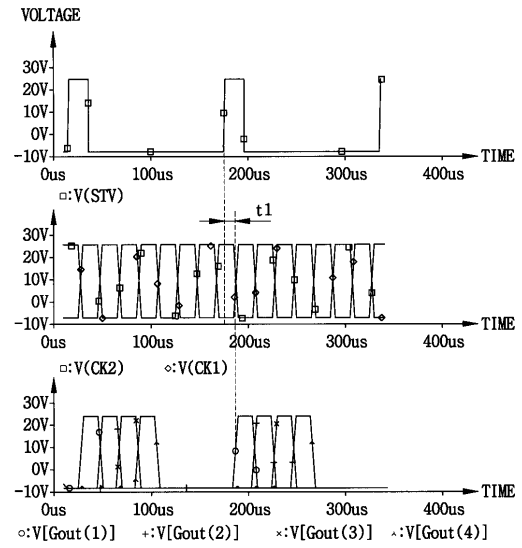 VOLTAGE
30V
20V
10V
0V
-10V
TIME
0us 100us 200us 300us 400us
□:V(STV)
t1
30V
20V
10V
0V
-10V
TIME
0us 100us 200us 300us 400us
□:V(CK2) ◇:V(CK1)
30V
20V
10V
0V
-10V
TIME
0us 100us 200us 300us 400us
○:V[Gout(1)] +:V[Gout(2)] ×:V[Gout(3)] ▵:V[Gout(4)]